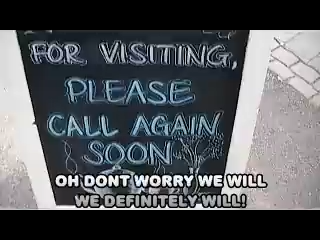 FOR VISITING,
PLEASE
CALL AGAIN
SOON
OH DONT WORRY WE WILL
WE DEFINITELY WILL!